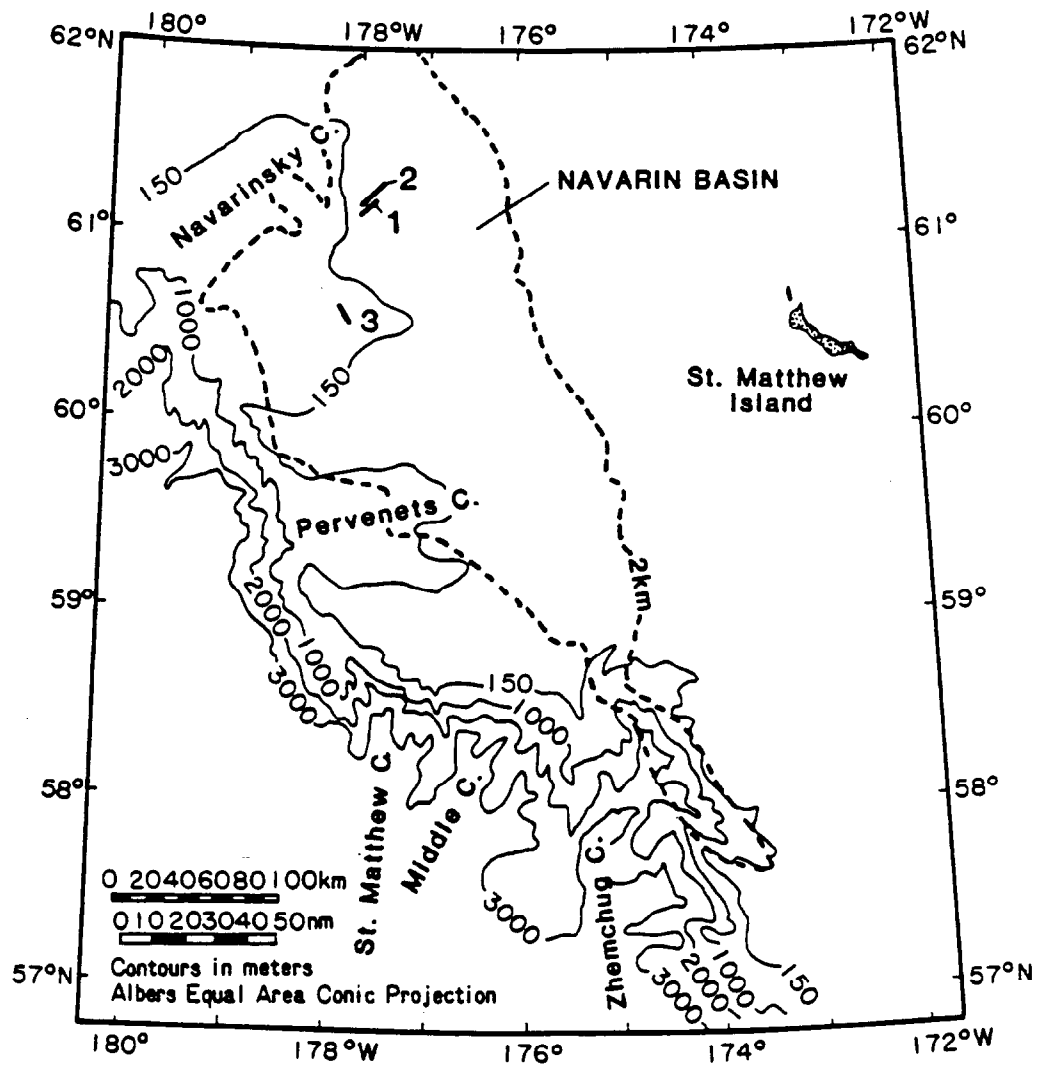 180° 178°W 176° 174° 172°W
62°N 62°N
150
Navarinsky C.
2
1
NAVARIN BASIN
61° 61°
1000
3
2000
150
St. Matthew
Island
60° 60°
3000
Pervenets C.
2km
59° 59°
2000
1000
3000
150
1000
58° 58°
St. Matthew C.
Middle C.
3000
Zhemchug C.
0 20 40 60 80 100km
0 10 20 30 40 50nm
Contours in meters
Albers Equal Area Conic Projection
57°N 57°N
3000
2000
1000
150
180° 178°W 176° 174° 172°W